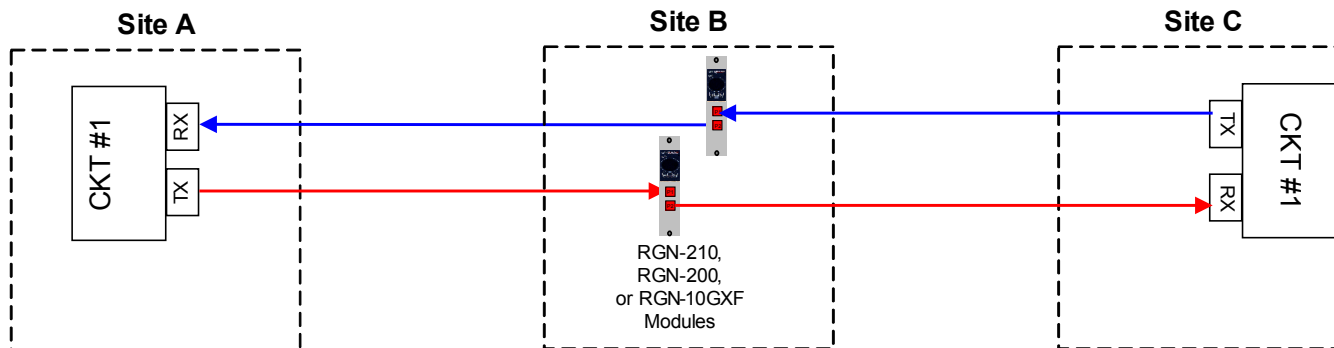 Site A
Site B
Site C
CKT #1
RX
TX
TX
RX
CKT #1
RGN-210,
RGN-200,
or RGN-10GXF
Modules